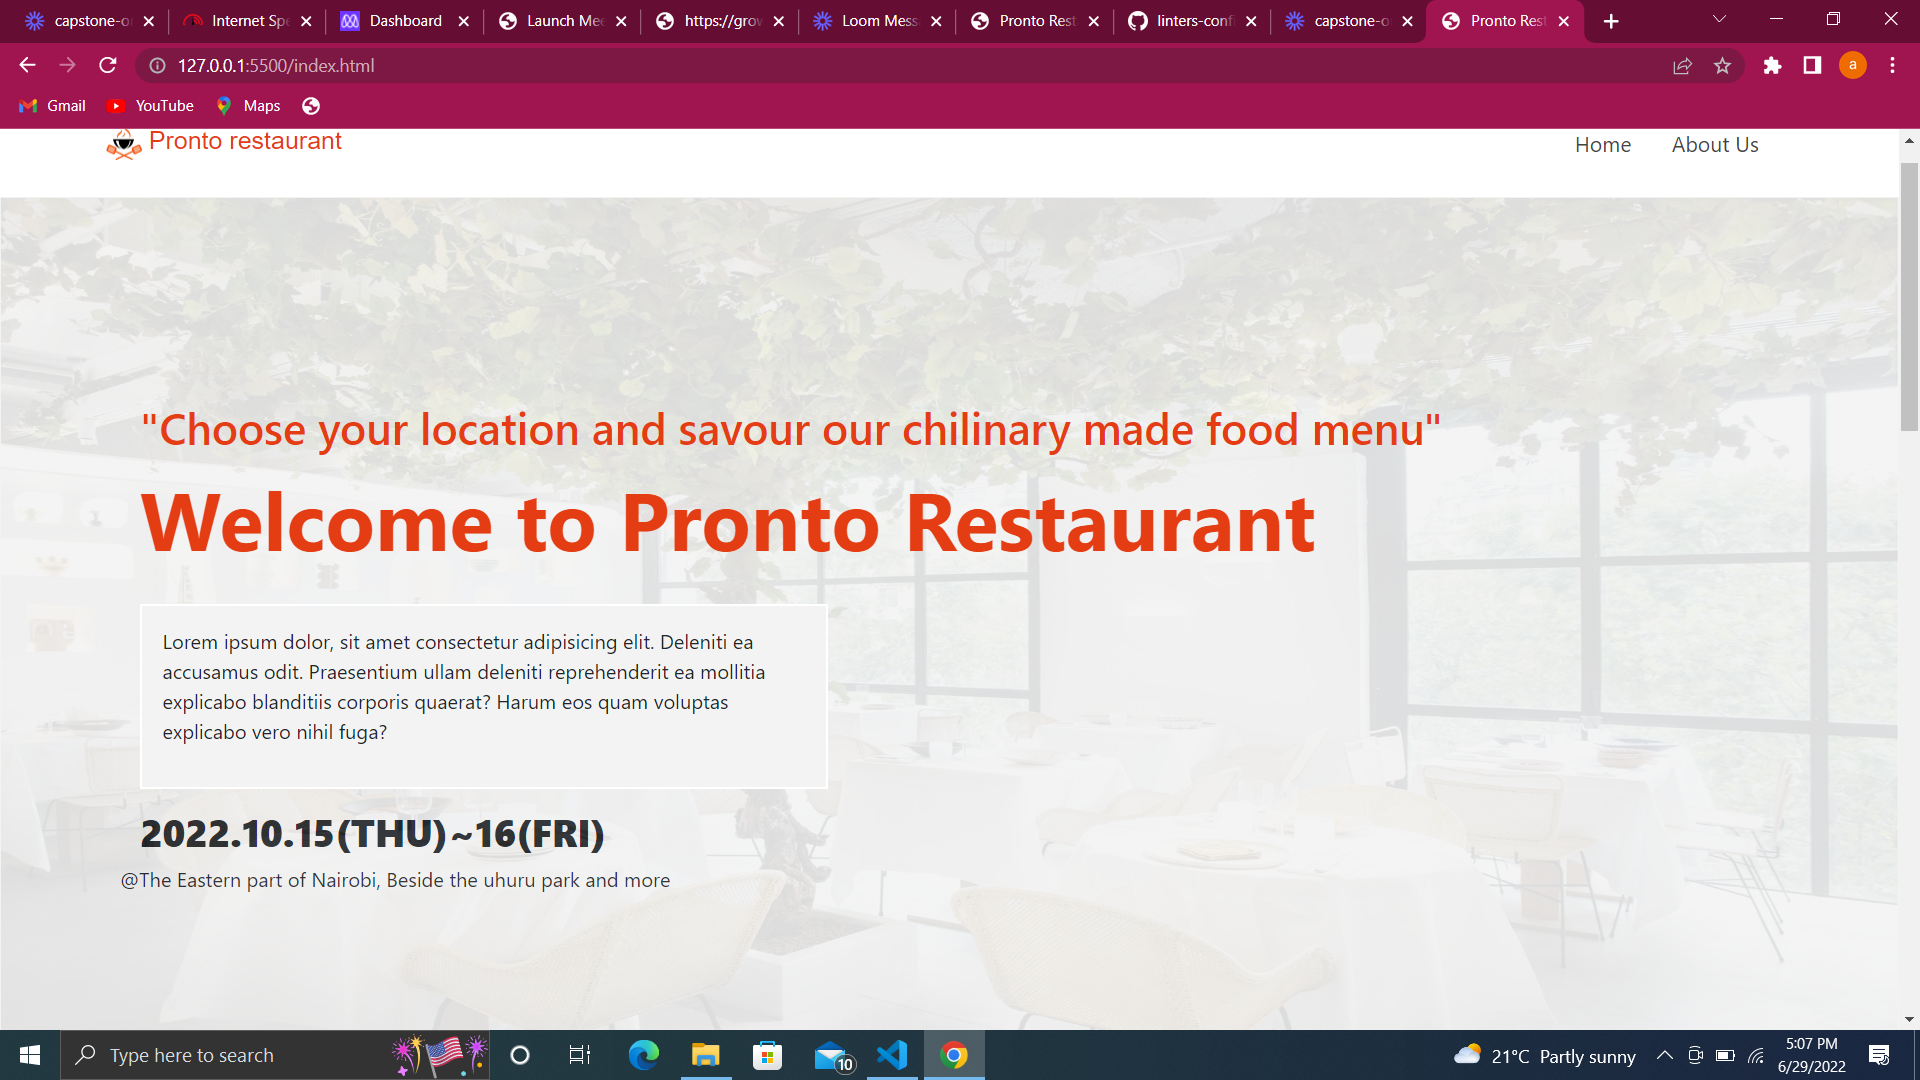 capstone-o
Internet Spe
Dashboard
Launch Mee
https://grow
Loom Mess
Pronto Rest
linters-confi
capstone-o
Pronto Rest
127.0.0.1:5500/index.html
a
Gmail
YouTube
Maps
Pronto restaurant
Home
About Us
"Choose your location and savour our chilinary made food menu"
Welcome to Pronto Restaurant
Lorem ipsum dolor, sit amet consectetur adipisicing elit. Deleniti ea
accusamus odit. Praesentium ullam deleniti reprehenderit ea mollitia
explicabo blanditiis corporis quaerat? Harum eos quam voluptas
explicabo vero nihil fuga?
2022.10.15(THU)~16(FRI)
@The Eastern part of Nairobi, Beside the uhuru park and more
Type here to search
10
21°C Partly sunny
5:07 PM
6/29/2022